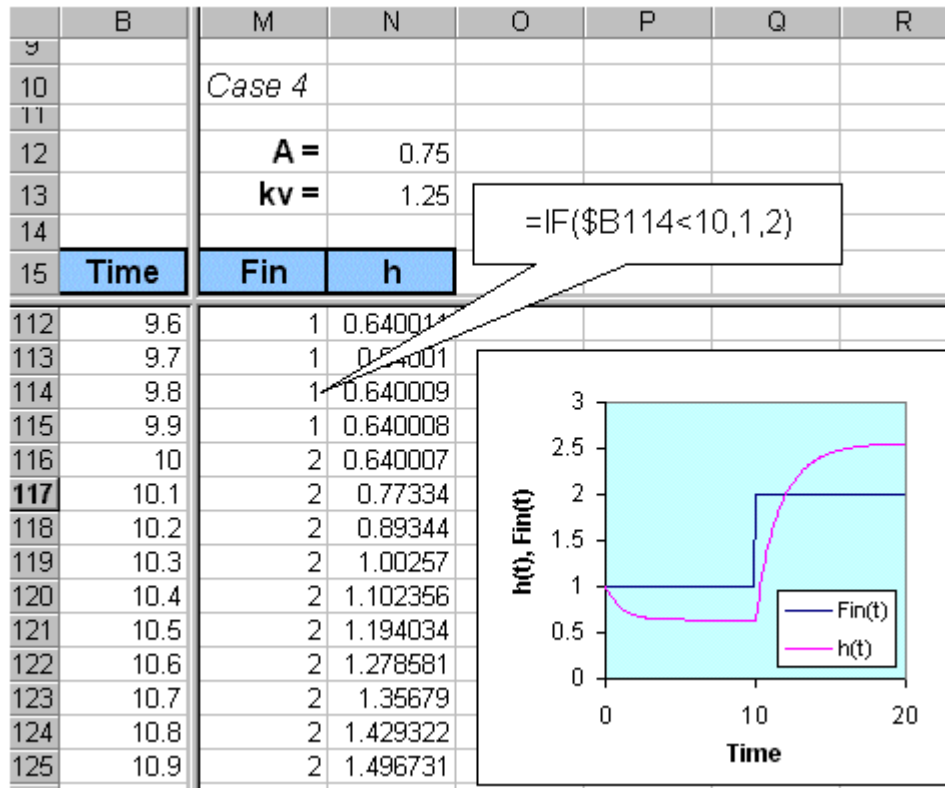 B M N O P Q R
9
10 Case 4
11
12 A = 0.75
13 kv = 1.25
14
15 Time Fin h
=IF($B114<10,1,2)
112 9.6 1 0.640011
113 9.7 1 0.64001
114 9.8 1 0.640009
115 9.9 1 0.640008
116 10 2 0.640007
117 10.1 2 0.77334
118 10.2 2 0.89344
119 10.3 2 1.00257
120 10.4 2 1.102356
121 10.5 2 1.194034
122 10.6 2 1.278581
123 10.7 2 1.35679
124 10.8 2 1.429322
125 10.9 2 1.496731
3
2.5
2
1.5
1
0.5
0
h(t), Fin(t)
Fin(t)
h(t)
0 10 20
Time